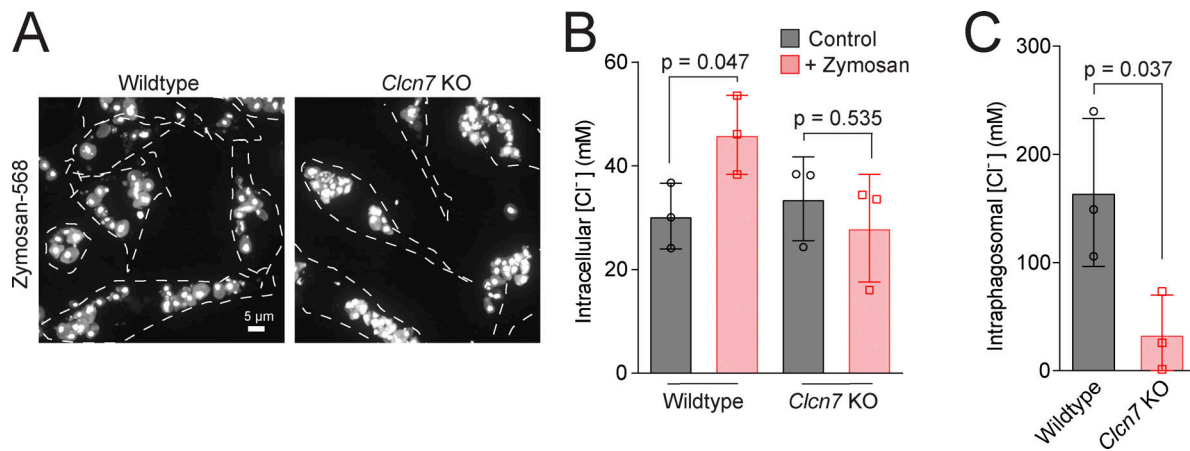 A
Wildtype
Clcn7 KO
Zymosan-568
5 µm
B
Control
+ Zymosan
p = 0.047
p = 0.535
Intracellular [Cl⁻] (mM)
60
40
20
0
Wildtype
Clcn7 KO
C
p = 0.037
Intraphagosomal [Cl⁻] (mM)
300
200
100
0
Wildtype
Clcn7 KO